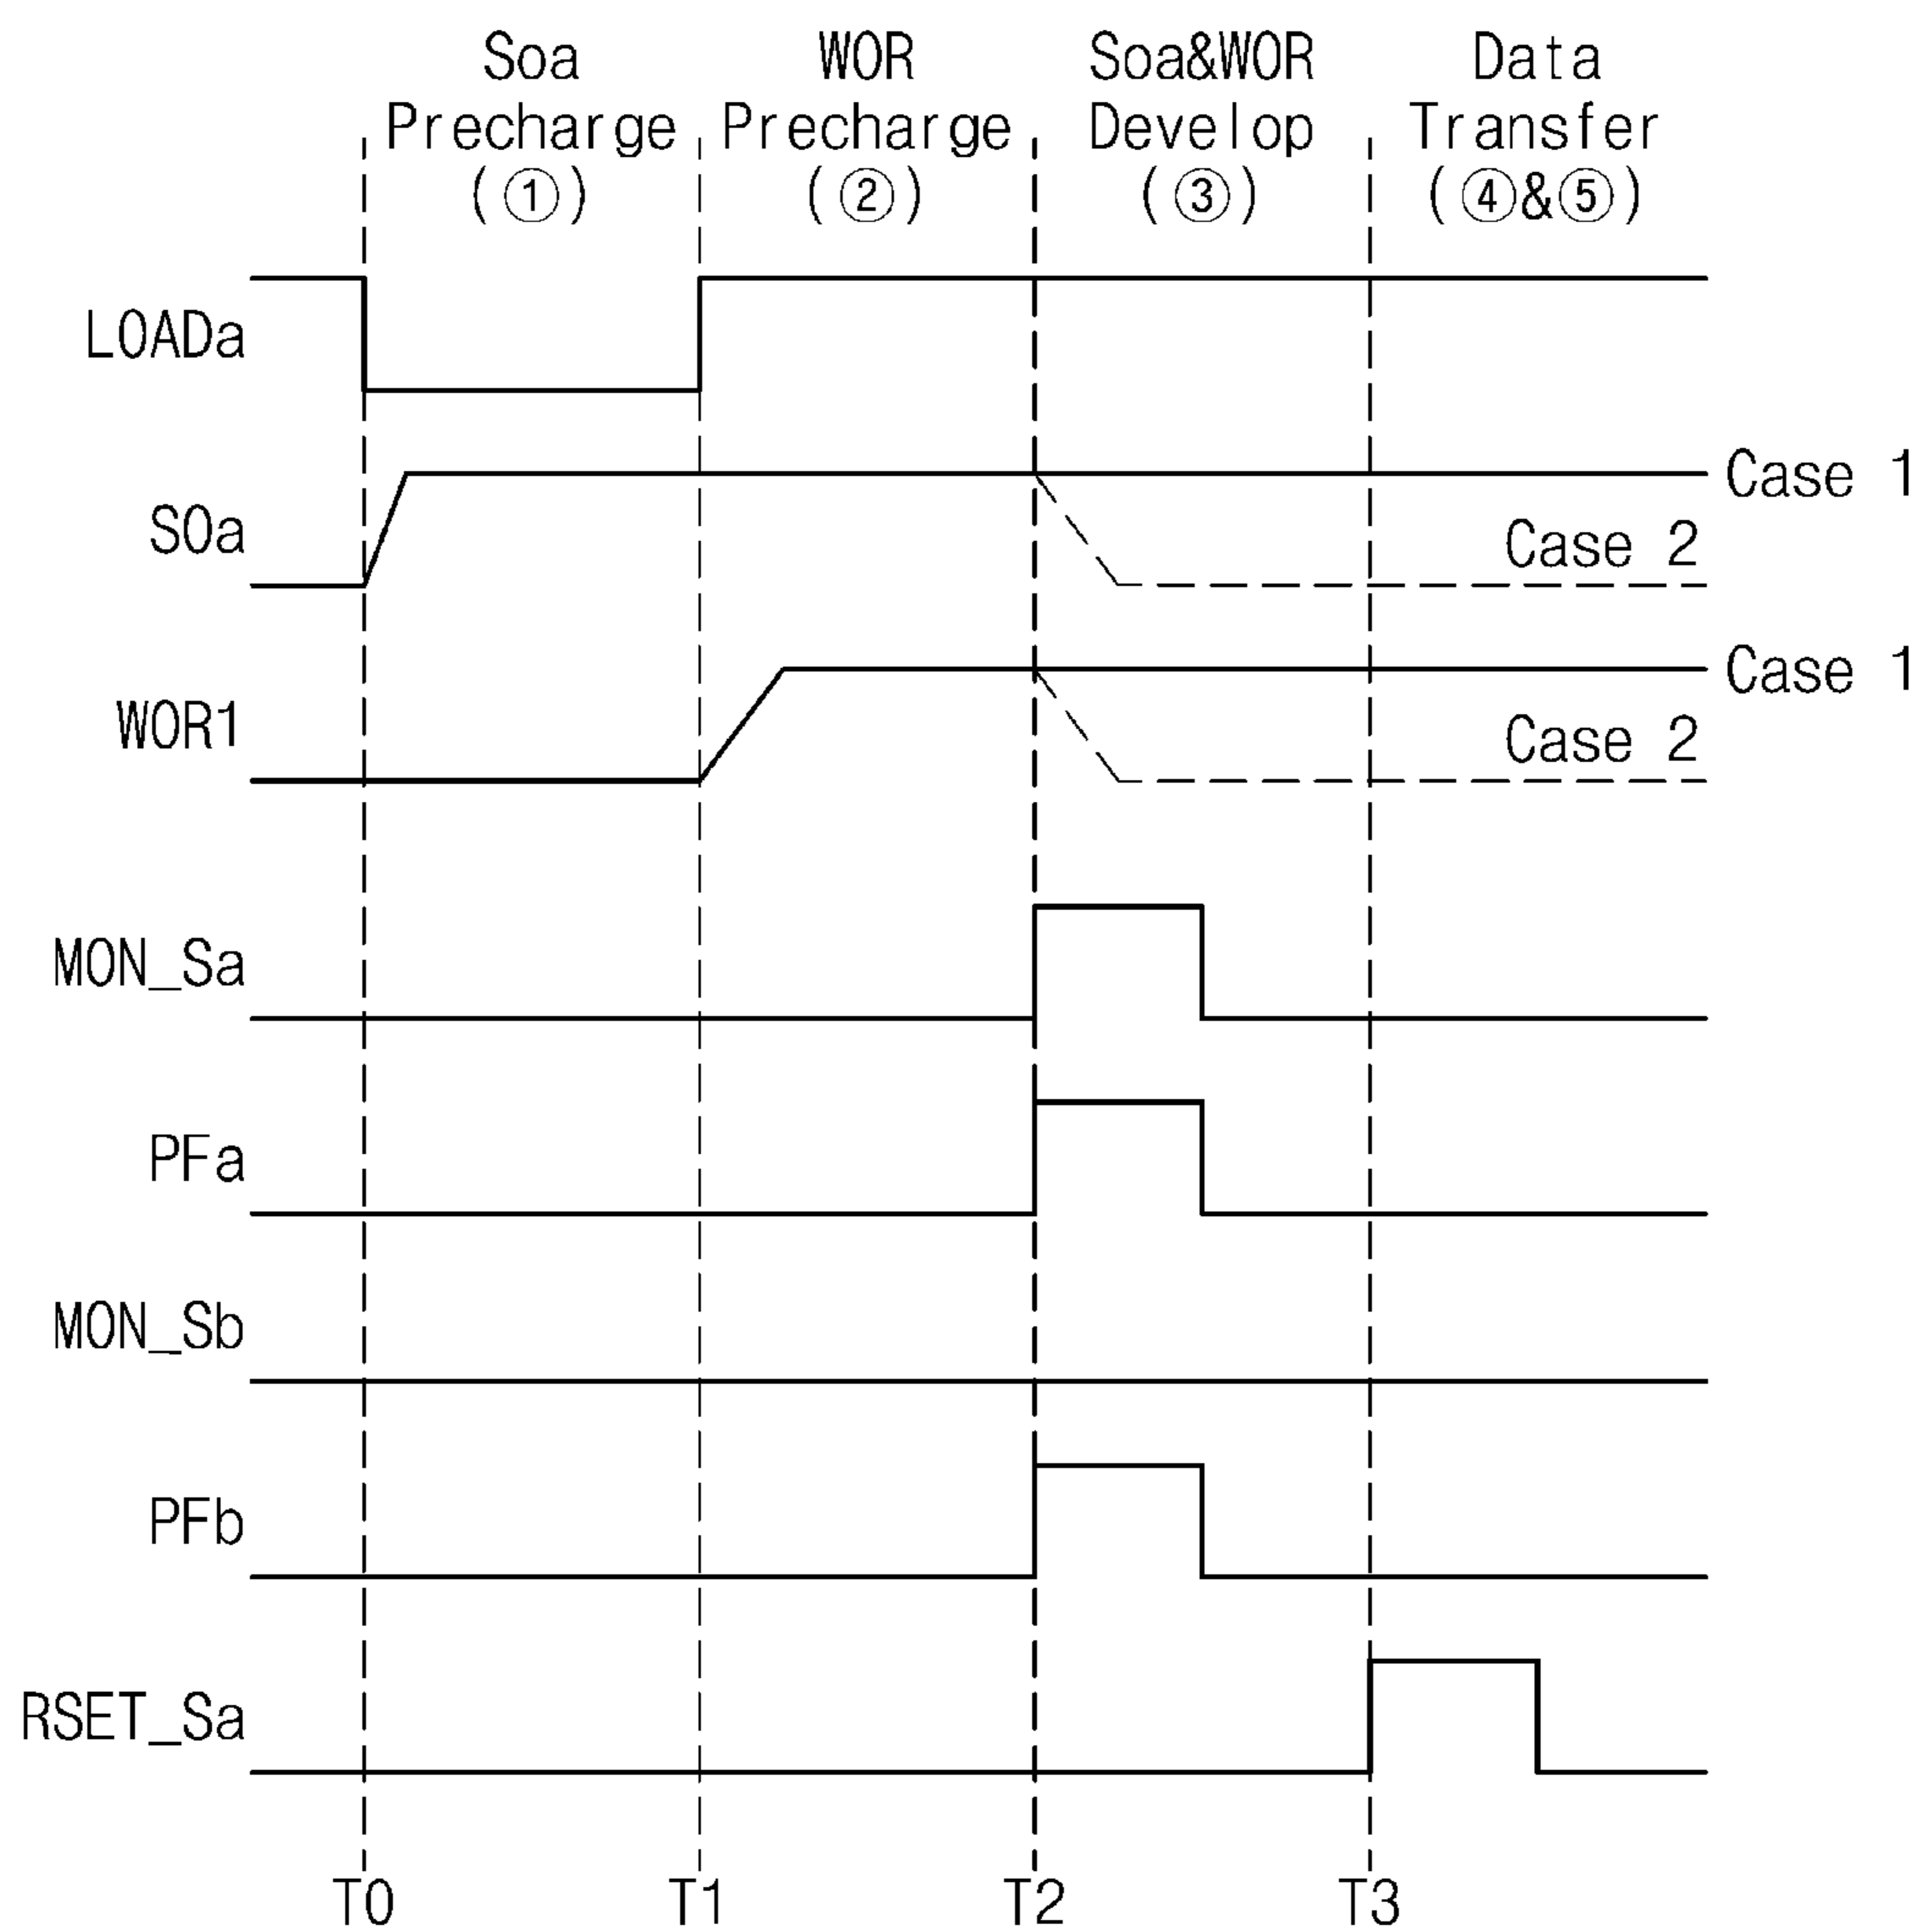 Soa
Precharge
(①)
WOR
Precharge
(②)
Soa&WOR
Develop
(③)
Data
Transfer
(④&⑤)
LOADa
SOa
Case 1
Case 2
WOR1
Case 1
Case 2
MON_Sa
PFa
MON_Sb
PFb
RSET_Sa
T0 T1 T2 T3